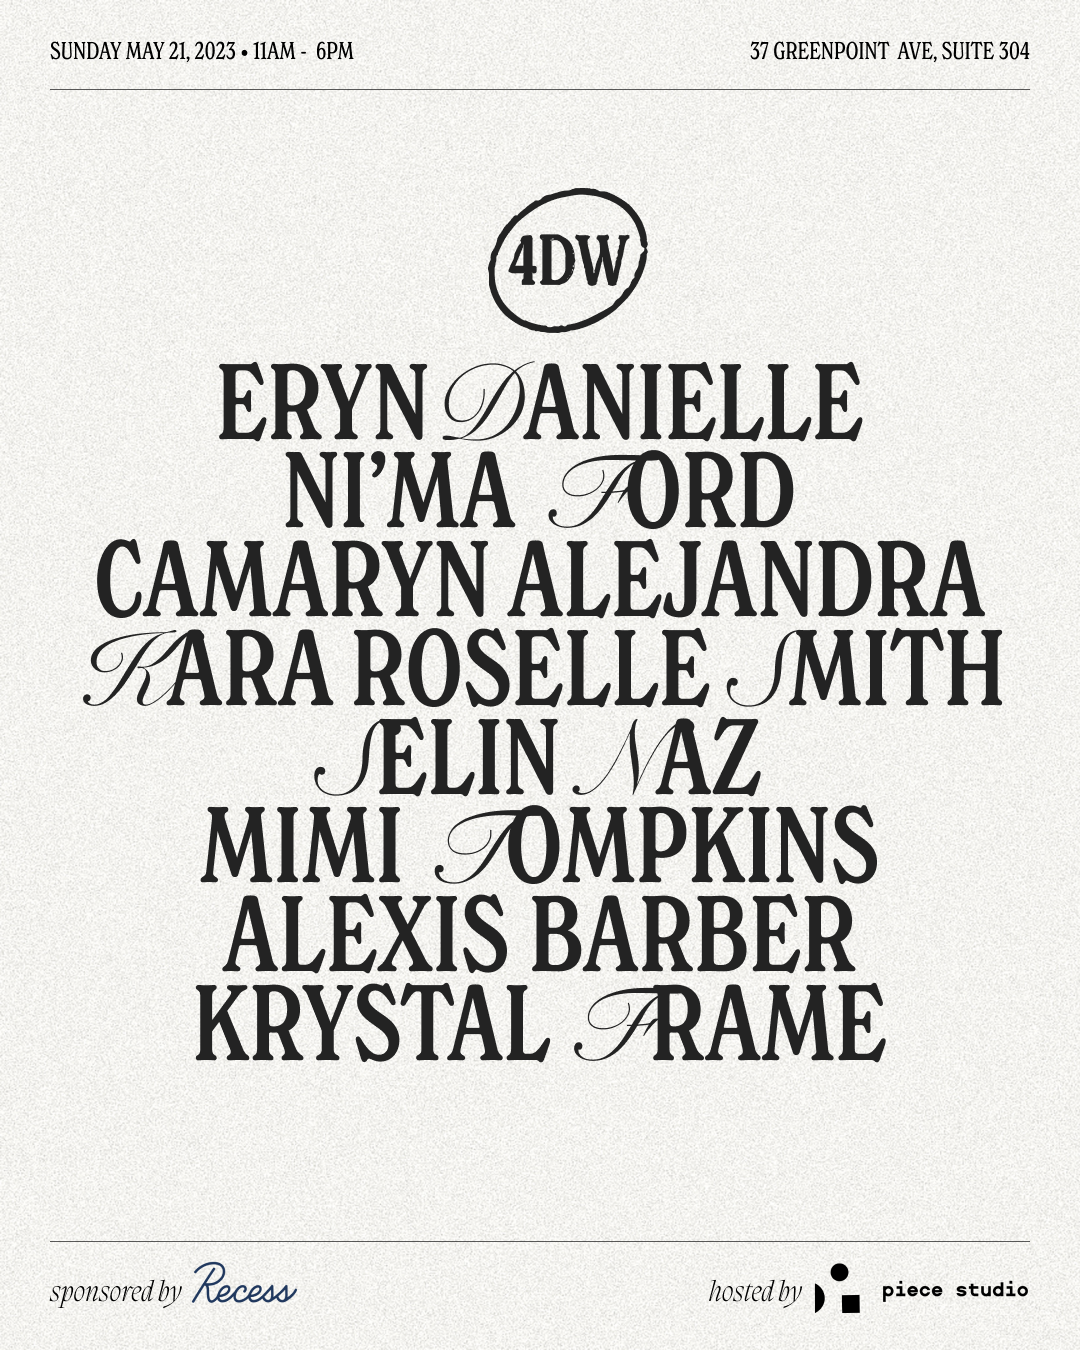 SUNDAY MAY 21, 2023 • 11AM - 6PM
37 GREENPOINT AVE, SUITE 304
4DW
ERYN DANIELLE
NI’MA FORD
CAMARYN ALEJANDRA
KARA ROSELLE SMITH
SELIN NAZ
MIMI TOMPKINS
ALEXIS BARBER
KRYSTAL FRAME
sponsored by Recess
hosted by piece studio